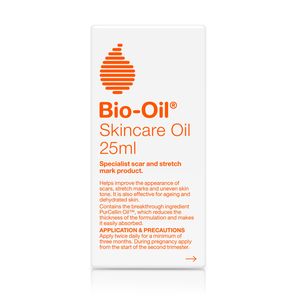 Bio-Oil®
Skincare Oil
25ml
Specialist scar and stretch
mark product.
Helps improve the appearance of
scars, stretch marks and uneven skin
tone. It is also effective for ageing and
dehydrated skin.
Contains the breakthrough ingredient
PurCellin Oil™, which reduces the
thickness of the formulation and makes
it easily absorbed.
APPLICATION & PRECAUTIONS
Apply twice daily for a minimum of
three months. During pregnancy apply
from the start of the second trimester.